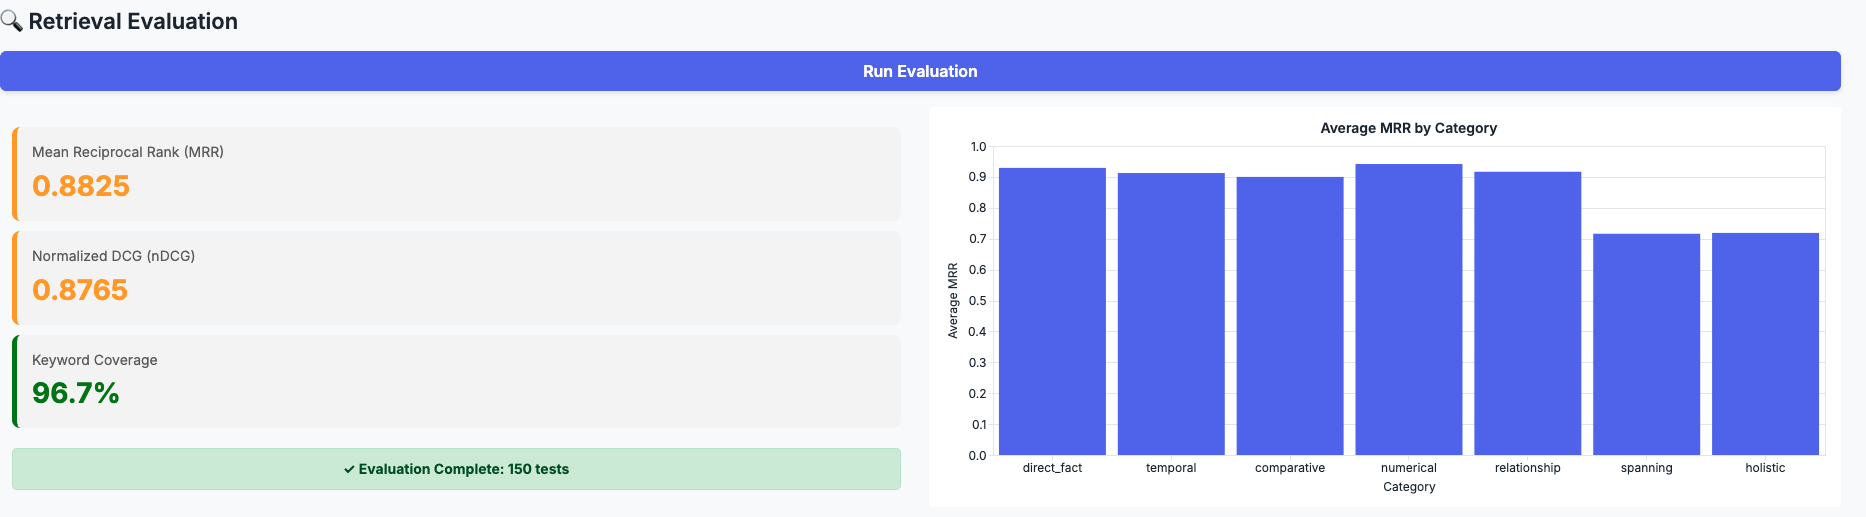 🔍 Retrieval Evaluation
Run Evaluation
Mean Reciprocal Rank (MRR)
0.8825
Normalized DCG (nDCG)
0.8765
Keyword Coverage
96.7%
✓ Evaluation Complete: 150 tests
Average MRR by Category
Average MRR
1.0
0.9
0.8
0.7
0.6
0.5
0.4
0.3
0.2
0.1
0.0
direct_fact
temporal
comparative
numerical
relationship
spanning
holistic
Category